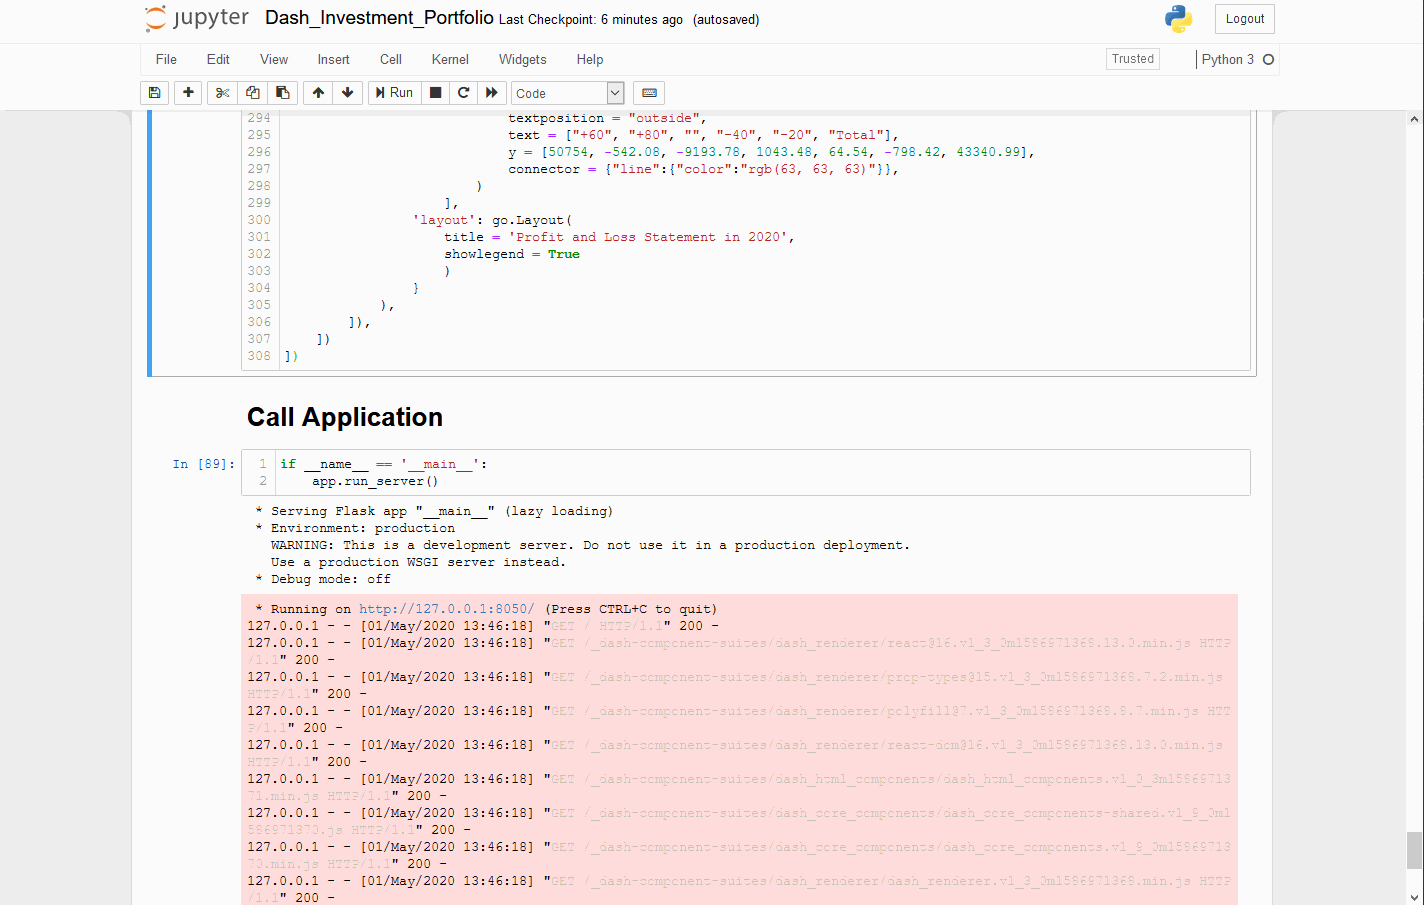 jupyter Dash_Investment_Portfolio Last Checkpoint: 6 minutes ago (autosaved)
Logout
File Edit View Insert Cell Kernel Widgets Help
Trusted
Python 3
Run
Code
294 textposition = "outside",
295 text = ["+60", "+80", "", "-40", "-20", "Total"],
296 y = [50754, -542.08, -9193.78, 1043.48, 64.54, -798.42, 43340.99],
297 connector = {"line":{"color":"rgb(63, 63, 63)"}},
298 )
299 ],
300 'layout': go.Layout(
301 title = 'Profit and Loss Statement in 2020',
302 showlegend = True
303 )
304 }
305 ),
306 ]),
307 ])
308 ])
Call Application
In [89]:
1 if __name__ == '__main__':
2 app.run_server()
* Serving Flask app "__main__" (lazy loading)
* Environment: production
WARNING: This is a development server. Do not use it in a production deployment.
Use a production WSGI server instead.
* Debug mode: off
* Running on http://127.0.0.1:8050/ (Press CTRL+C to quit)
127.0.0.1 - - [01/May/2020 13:46:18] "GET / HTTP/1.1" 200 -
127.0.0.1 - - [01/May/2020 13:46:18] "GET /_dash-component-suites/dash_renderer/react@16.v1_3_0m1586971368.13.0.min.js HTTP
/1.1" 200 -
127.0.0.1 - - [01/May/2020 13:46:18] "GET /_dash-component-suites/dash_renderer/prop-types@15.v1_3_0m1586971368.7.2.min.js
HTTP/1.1" 200 -
127.0.0.1 - - [01/May/2020 13:46:18] "GET /_dash-component-suites/dash_renderer/polyfill@7.v1_3_0m1586971368.8.7.min.js HTT
P/1.1" 200 -
127.0.0.1 - - [01/May/2020 13:46:18] "GET /_dash-component-suites/dash_renderer/react-dom@16.v1_3_0m1586971368.13.0.min.js
HTTP/1.1" 200 -
127.0.0.1 - - [01/May/2020 13:46:18] "GET /_dash-component-suites/dash_html_components/dash_html_components.v1_0_3m15869713
71.min.js HTTP/1.1" 200 -
127.0.0.1 - - [01/May/2020 13:46:18] "GET /_dash-component-suites/dash_core_components/dash_core_components-shared.v1_9_0m1
586971370.js HTTP/1.1" 200 -
127.0.0.1 - - [01/May/2020 13:46:18] "GET /_dash-component-suites/dash_core_components/dash_core_components.v1_9_0m15869713
70.min.js HTTP/1.1" 200 -
127.0.0.1 - - [01/May/2020 13:46:18] "GET /_dash-component-suites/dash_renderer/dash_renderer.v1_3_0m1586971368.min.js HTTP
/1.1" 200 -